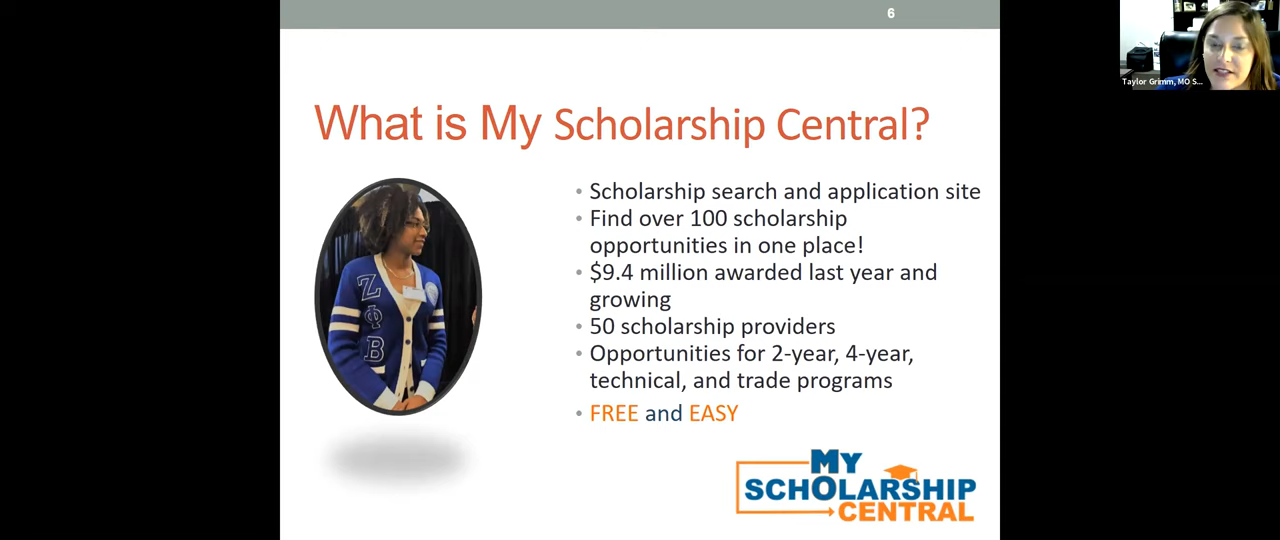 6
Taylor Grimm, MO S...
What is My Scholarship Central?
• Scholarship search and application site
• Find over 100 scholarship
opportunities in one place!
• $9.4 million awarded last year and
growing
• 50 scholarship providers
• Opportunities for 2-year, 4-year,
technical, and trade programs
• FREE and EASY
Ζ
Φ
Β
MY
SCHOLARSHIP
CENTRAL